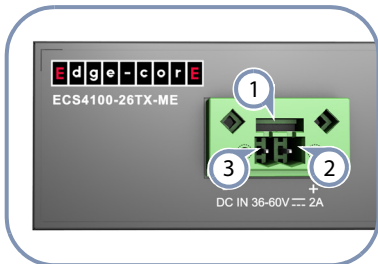 Edge-corE
ECS4100-26TX-ME
1
3
2
+
DC IN 36-60V ⎓ 2A